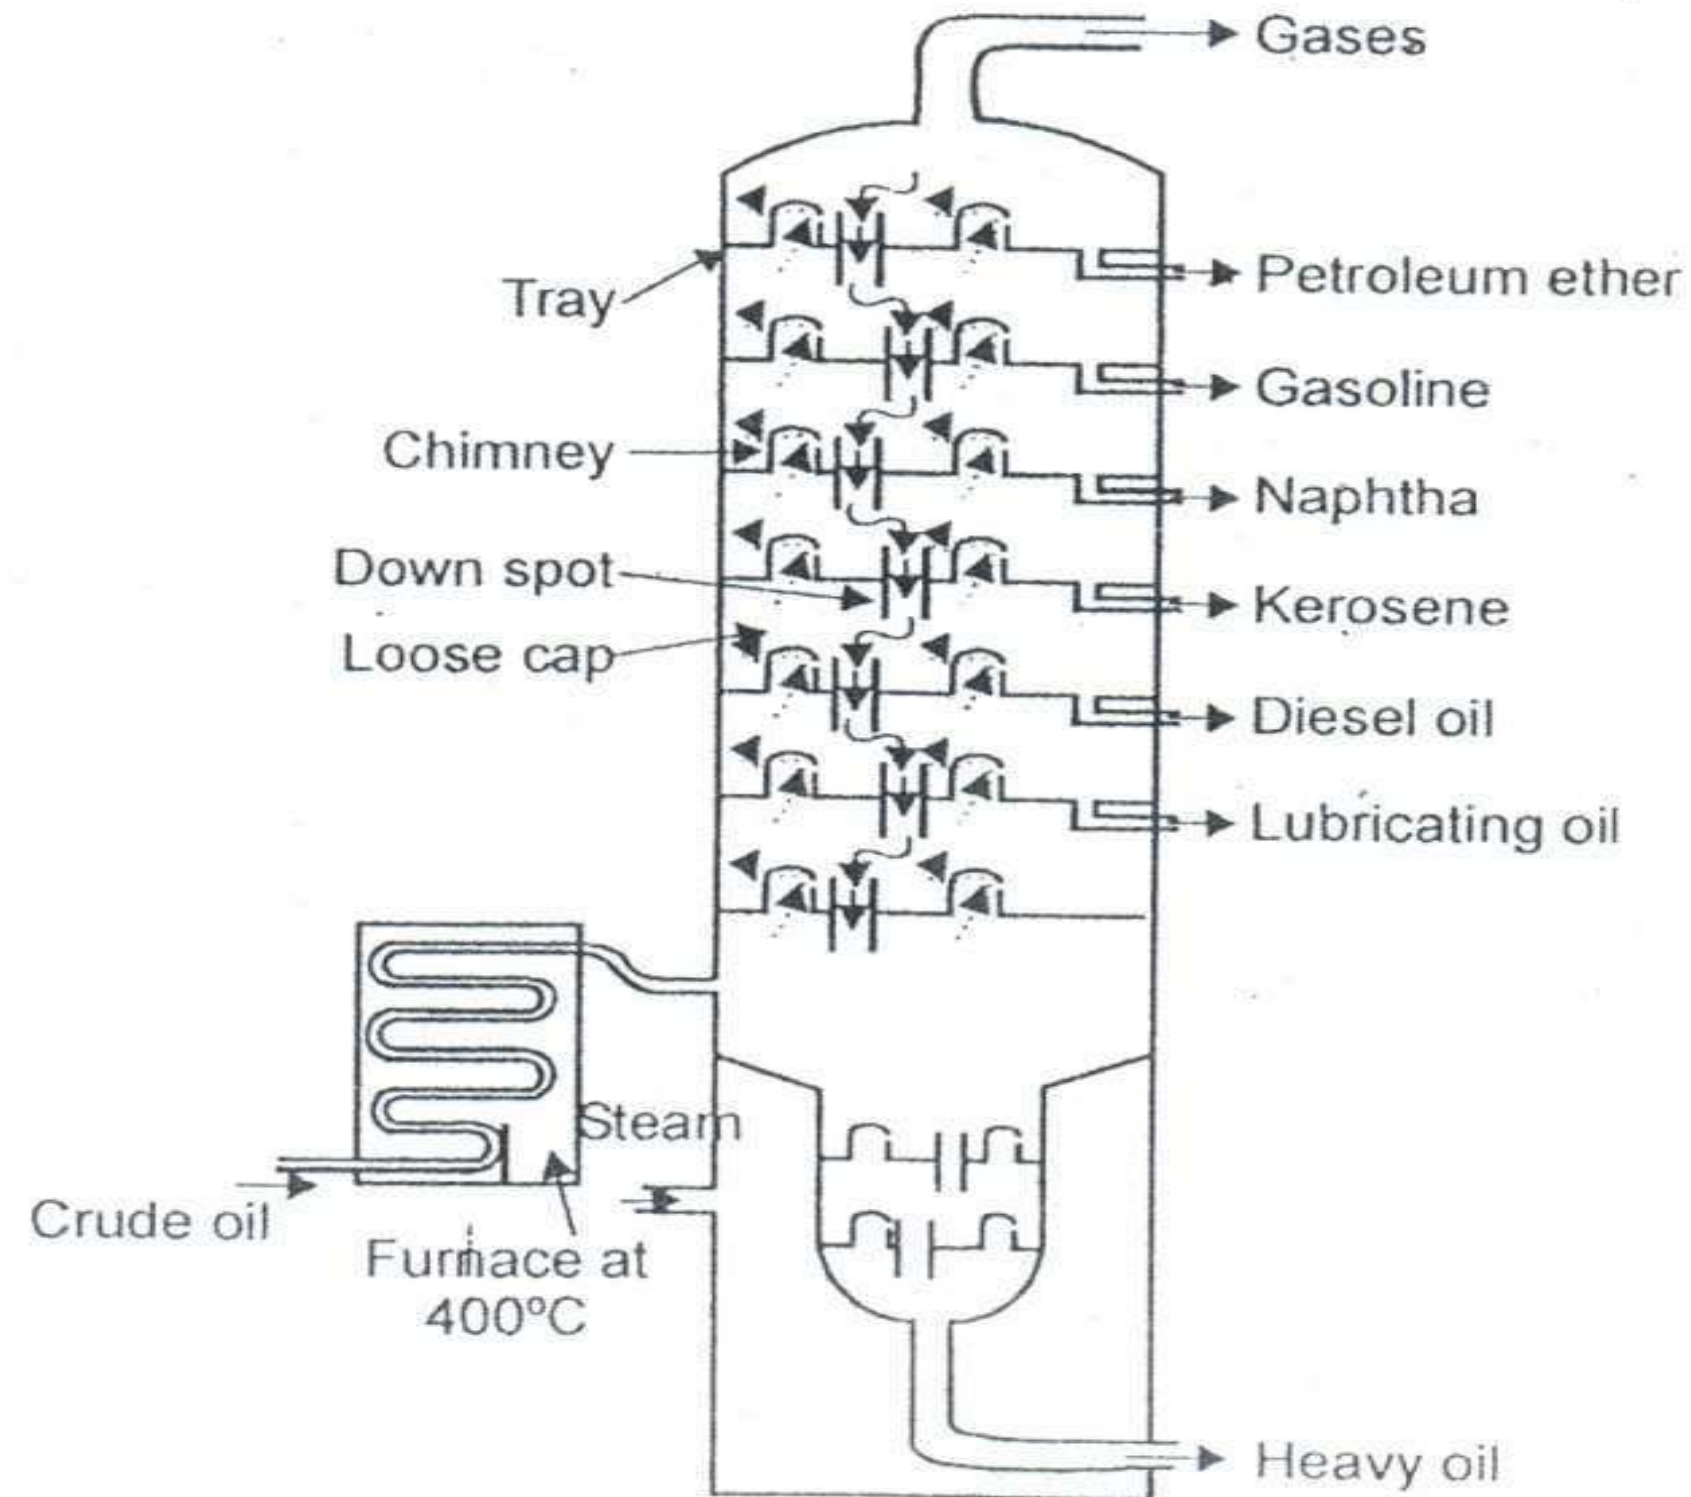 Gases
Petroleum ether
Tray
Gasoline
Chimney
Naphtha
Down spot
Kerosene
Loose cap
Diesel oil
Lubricating oil
Steam
Crude oil
Furnace at
400°C
Heavy oil